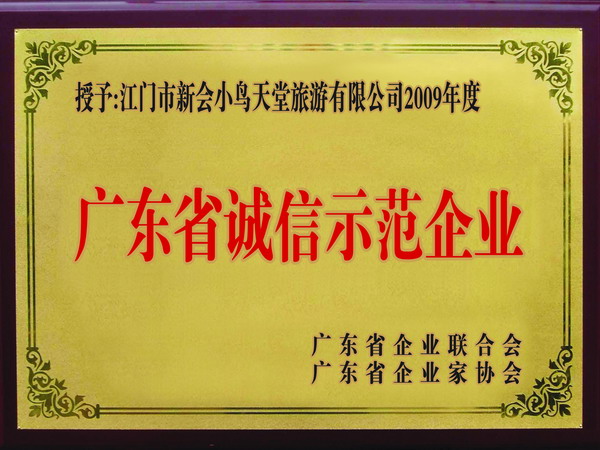 授予:江门市新会小鸟天堂旅游有限公司2009年度
广东省诚信示范企业
广东省企业联合会
广东省企业家协会